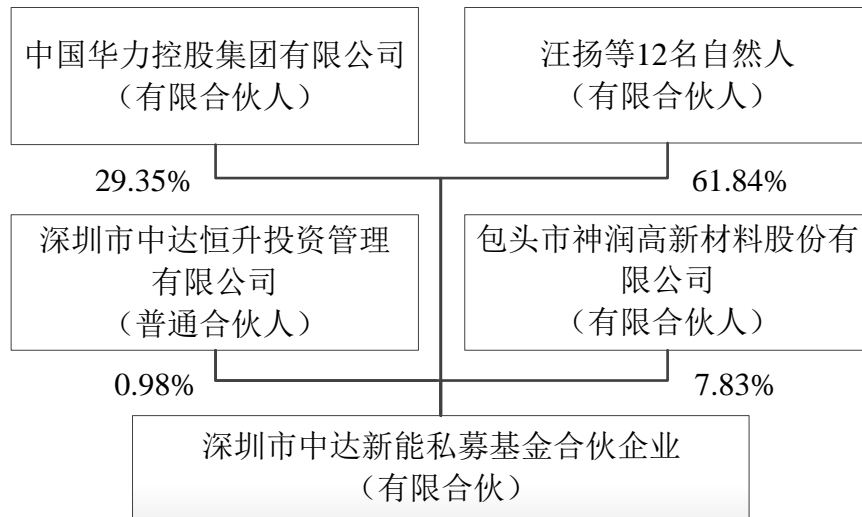 中国华力控股集团有限公司
（有限合伙人）
汪扬等12名自然人
（有限合伙人）
29.35%
61.84%
深圳市中达恒升投资管理
有限公司
（普通合伙人）
包头市神润高新材料股份有
限公司
（有限合伙人）
0.98%
7.83%
深圳市中达新能私募基金合伙企业
（有限合伙）